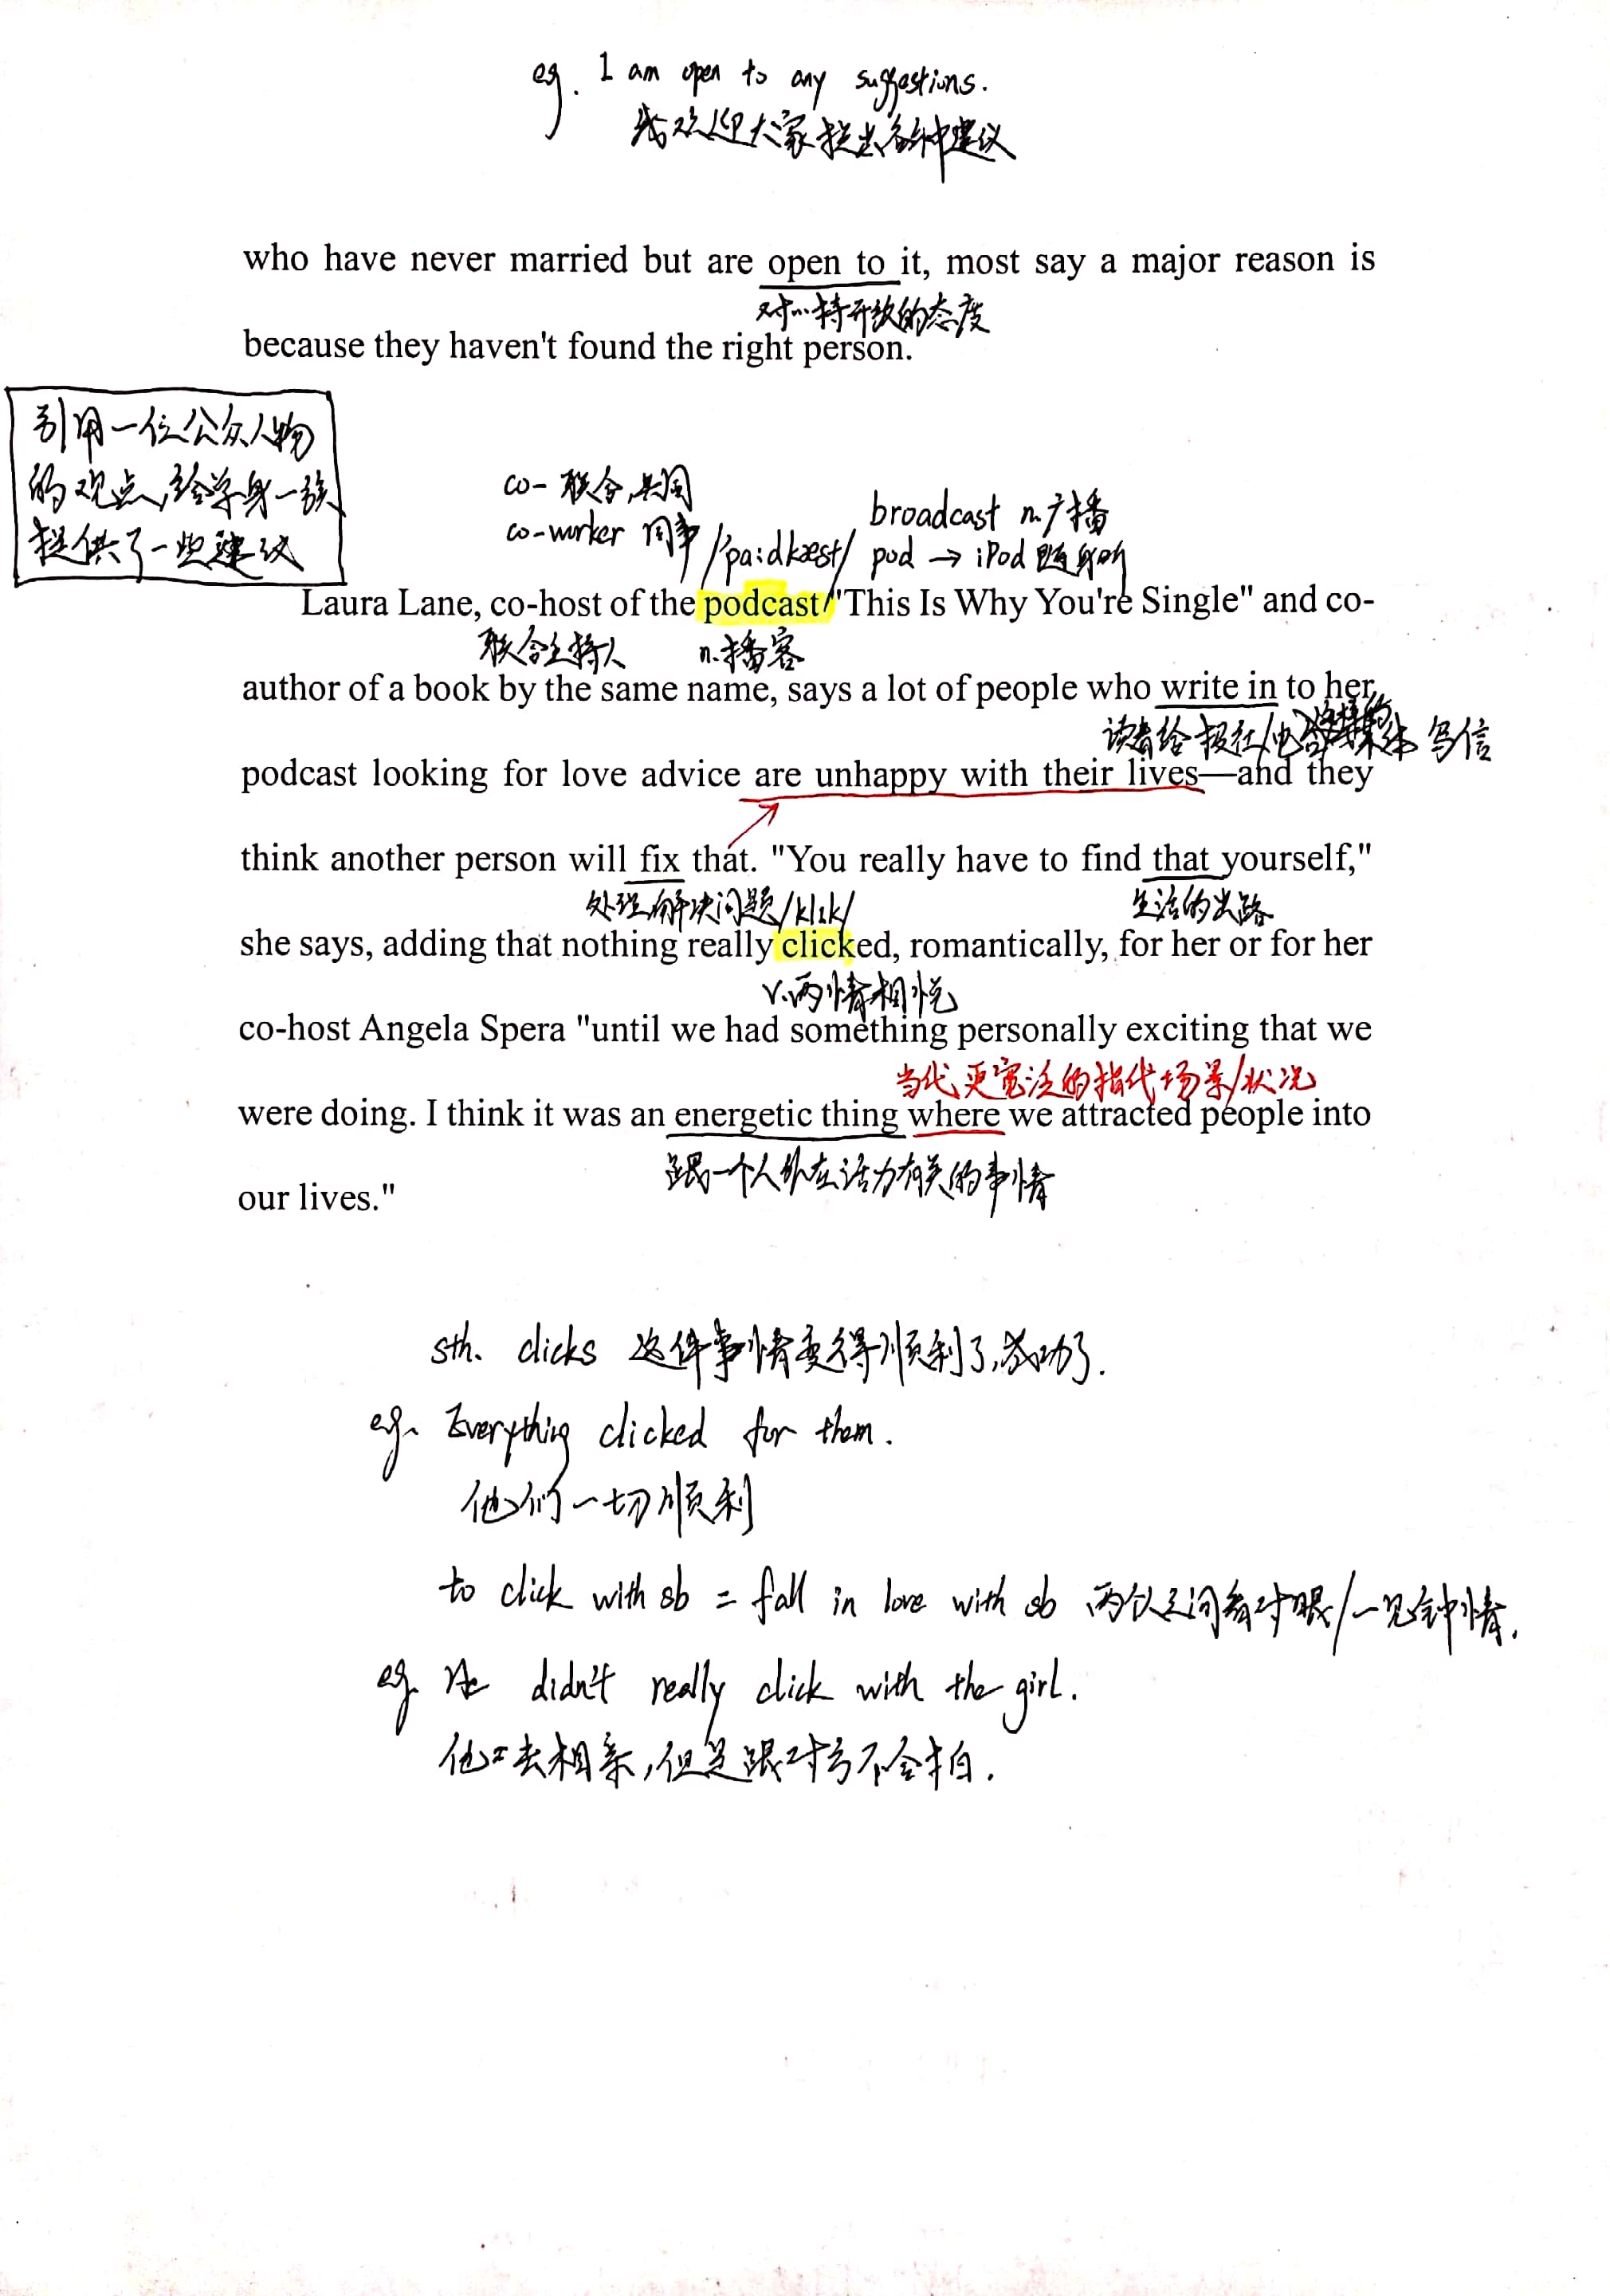 eg. I am open to any suggestions.
我欢迎大家提出各种建议
who have never married but are open to it, most say a major reason is
对…持开放的态度
because they haven't found the right person.
引用一位公众人物
的观点,给单身一族
提供了一些建议
co- 联合,共同
co-worker 同事
broadcast n.广播
/'pa:dkæst/ pod → iPod 随身听
Laura Lane, co-host of the podcast "This Is Why You're Single" and co-
联合主持人 n.播客
author of a book by the same name, says a lot of people who write in to her
读者给报社/电台 媒体 写信
podcast looking for love advice are unhappy with their lives—and they
think another person will fix that. "You really have to find that yourself,"
处理解决问题 /klɪk/ 生活的出路
she says, adding that nothing really clicked, romantically, for her or for her
v.两情相悦
co-host Angela Spera "until we had something personally exciting that we
当代,更宽泛的指代场景/状况
were doing. I think it was an energetic thing where we attracted people into
跟一个人外在活力有关的事情
our lives."
sth. clicks 这件事情变得顺利了,成功了.
eg. Everything clicked for them.
他们一切顺利
to click with sb = fall in love with sb 两个人之间看对眼/一见钟情.
eg. He didn't really click with the girl.
他去相亲,但是跟对方不合拍.